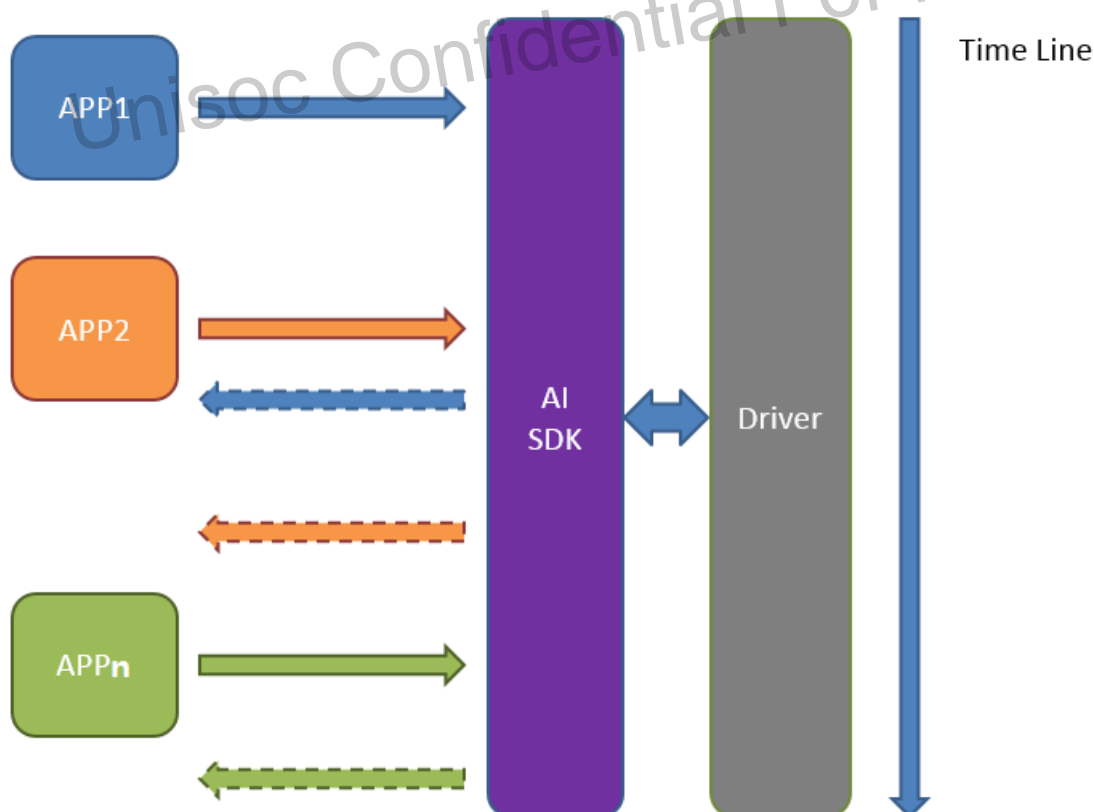 Unisoc Confidential For
Time Line
APP1
APP2
AI
SDK
Driver
APPn